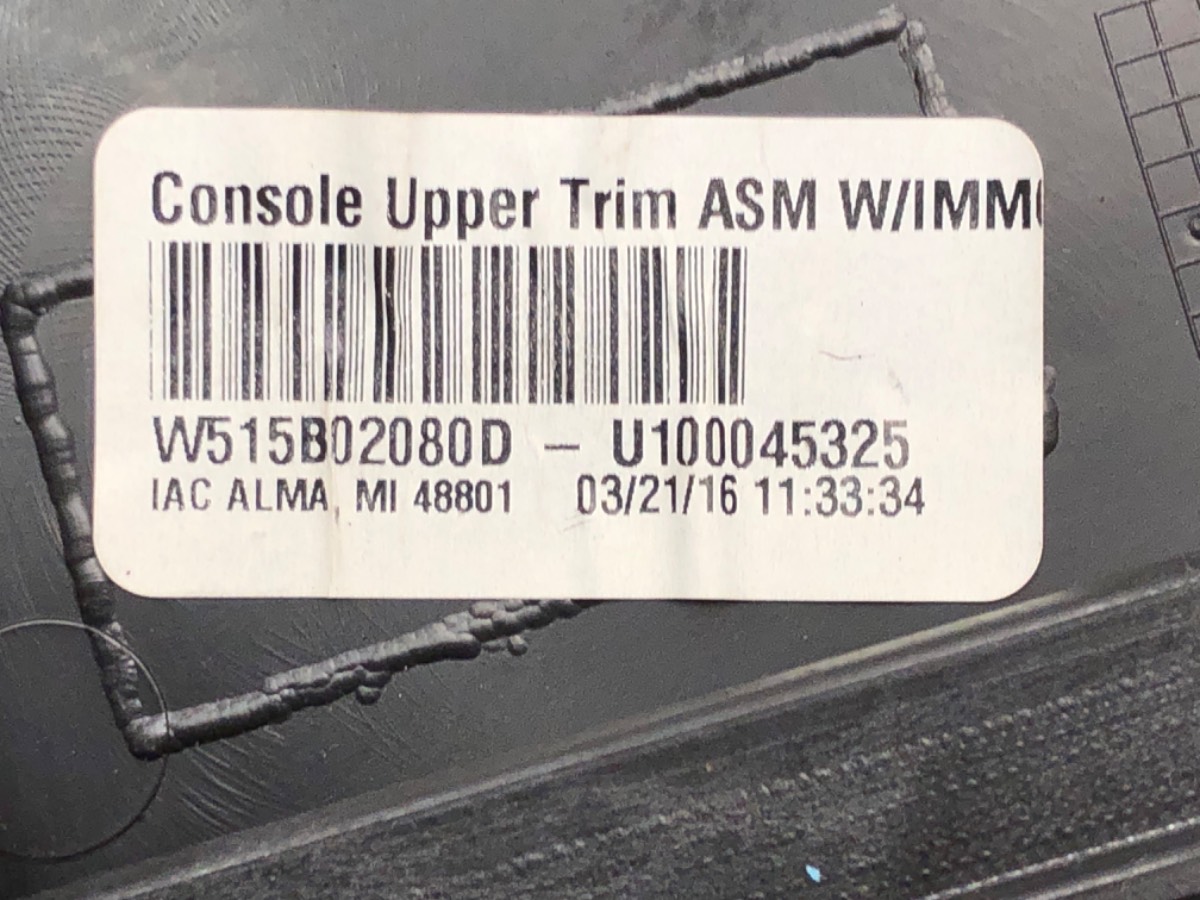 Console Upper Trim ASM W/IMM
W515B02080D - U100045325
IAC ALMA, MI 48801 03/21/16 11:33:34